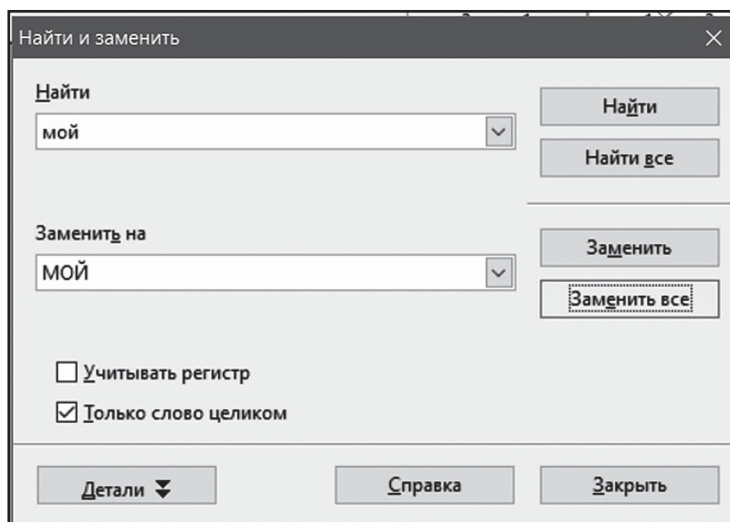 Найти и заменить
Найти
мой
Найти
Найти все
Заменить на
МОЙ
Заменить
Заменить все
Учитывать регистр
Только слово целиком
Детали
Справка
Закрыть